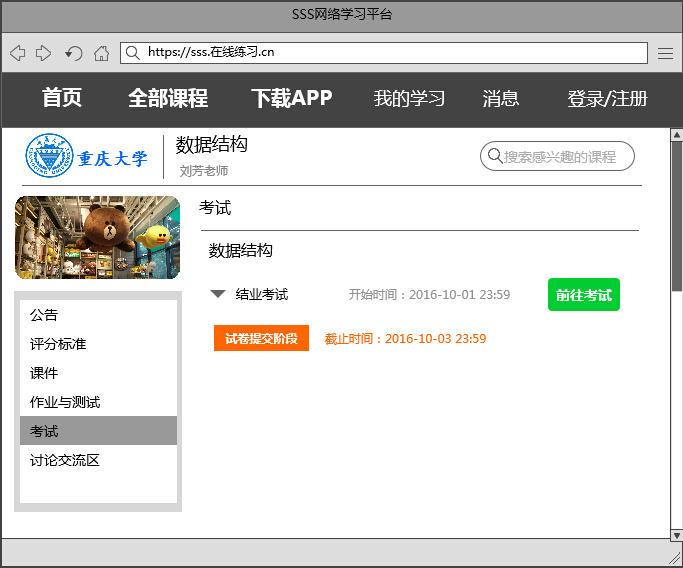 SSS网络学习平台
https://sss.在线练习.cn
首页 全部课程 下载APP 我的学习 消息 登录/注册
重庆大学
数据结构
刘芳老师
搜索感兴趣的课程
考试
数据结构
结业考试 开始时间：2016-10-01 23:59 前往考试
试卷提交阶段 截止时间：2016-10-03 23:59
公告
评分标准
课件
作业与测试
考试
讨论交流区